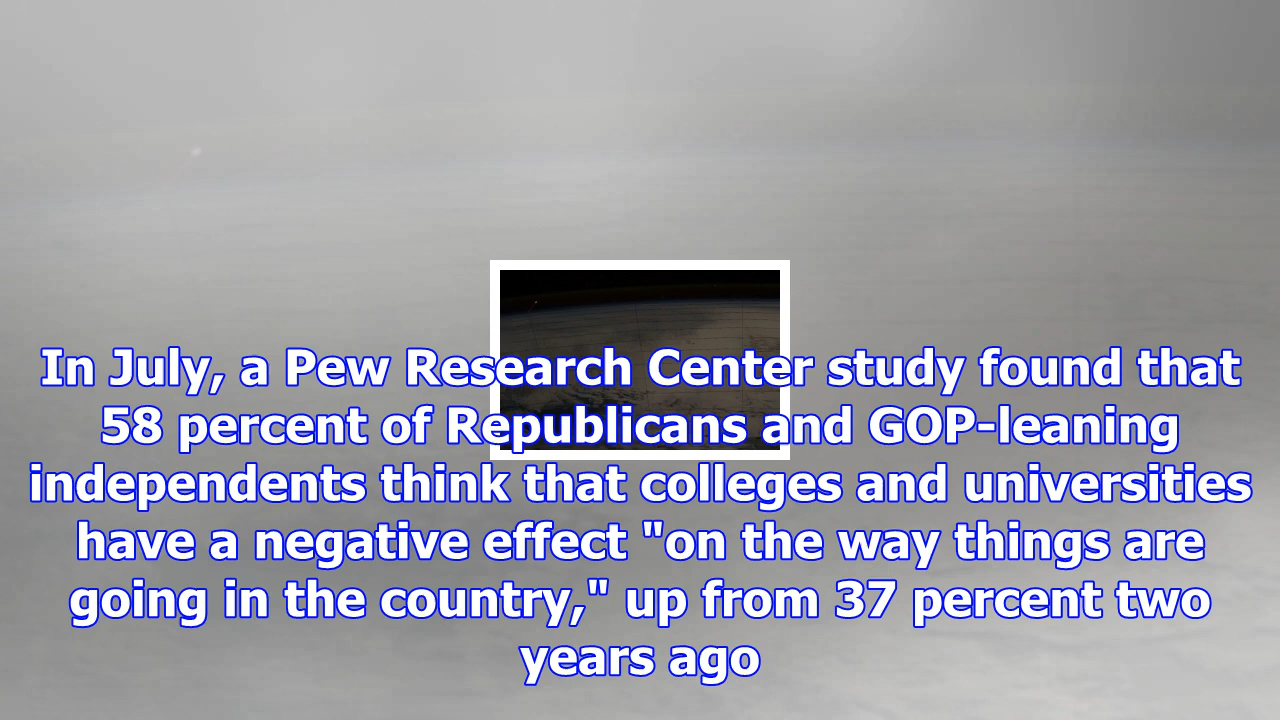 In July, a Pew Research Center study found that
58 percent of Republicans and GOP-leaning
independents think that colleges and universities
have a negative effect "on the way things are
going in the country," up from 37 percent two
years ago